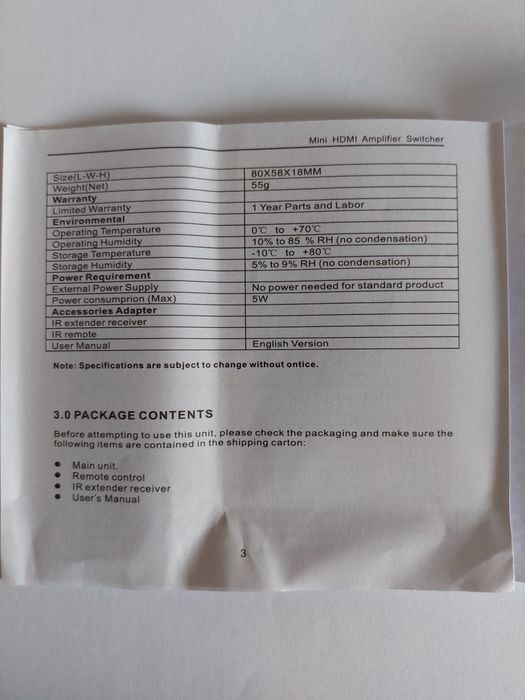 Mini HDMI Amplifier Switcher
Size(L-W-H) 80X58X18MM
Weight(Net) 55g
Warranty
Limited Warranty 1 Year Parts and Labor
Environmental
Operating Temperature 0℃ to +70℃
Operating Humidity 10% to 85 % RH (no condensation)
Storage Temperature -10℃ to +80℃
Storage Humidity 5% to 9% RH (no condensation)
Power Requirement
External Power Supply No power needed for standard product
Power consumprion (Max) 5W
Accessories Adapter
IR extender receiver
IR remote
User Manual English Version
Note: Specifications are subject to change without ontice.
3.0 PACKAGE CONTENTS
Before attempting to use this unit, please check the packaging and make sure the
following items are contained in the shipping carton:
● Main unit.
● Remote control
● IR extender receiver
● User's Manual
3